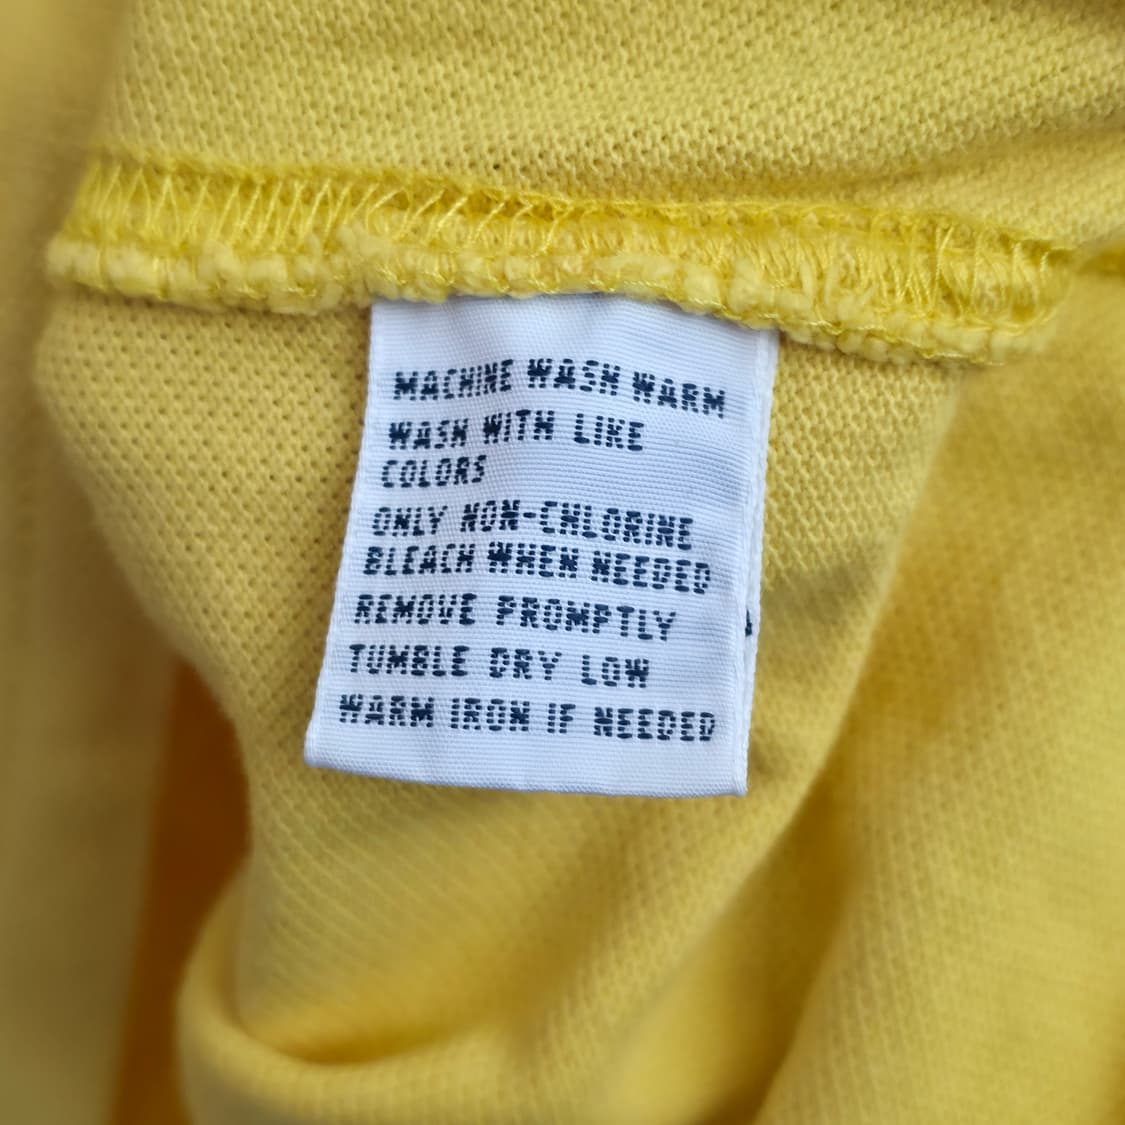 MACHINE WASH WARM
WASH WITH LIKE
COLORS
ONLY NON-CHLORINE
BLEACH WHEN NEEDED
REMOVE PROMPTLY
TUMBLE DRY LOW
WARM IRON IF NEEDED